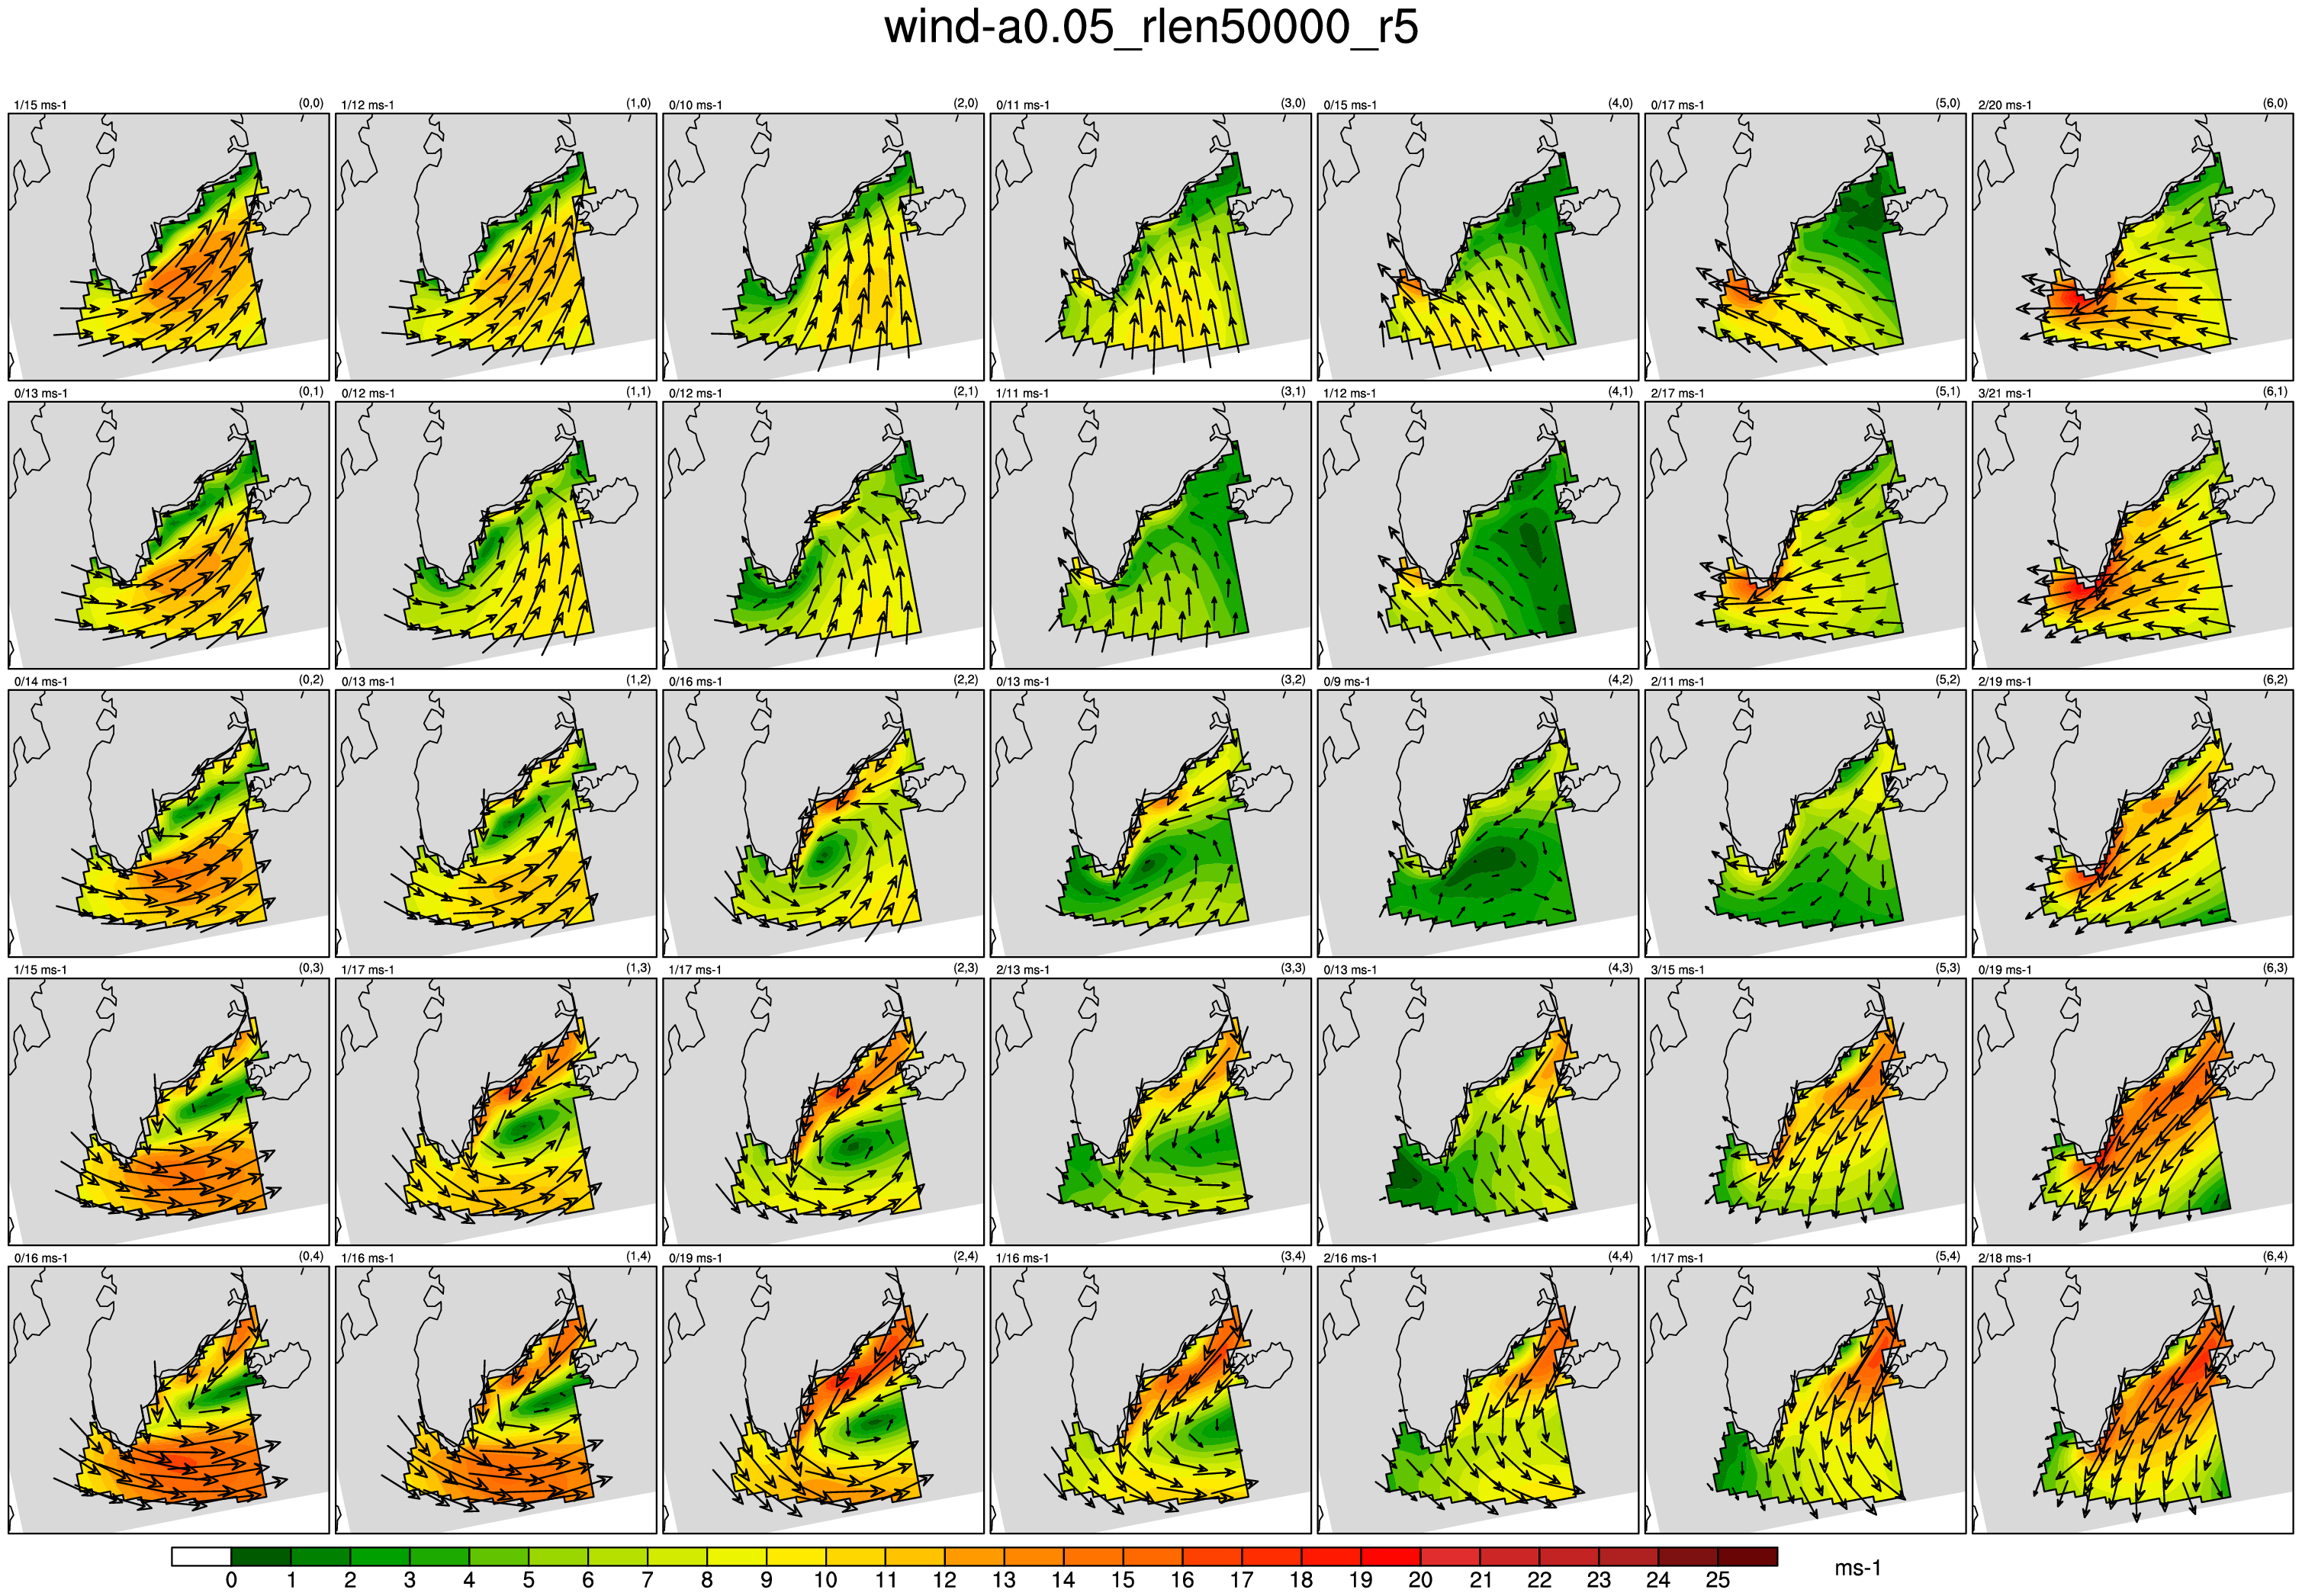 wind-a0.05_rlen50000_r5
1/15 ms-1 (0,0) 1/12 ms-1 (1,0) 0/10 ms-1 (2,0) 0/11 ms-1 (3,0) 0/15 ms-1 (4,0) 0/17 ms-1 (5,0) 2/20 ms-1 (6,0)
0/13 ms-1 (0,1) 0/12 ms-1 (1,1) 0/12 ms-1 (2,1) 1/11 ms-1 (3,1) 1/12 ms-1 (4,1) 2/17 ms-1 (5,1) 3/21 ms-1 (6,1)
0/14 ms-1 (0,2) 0/13 ms-1 (1,2) 0/16 ms-1 (2,2) 0/13 ms-1 (3,2) 0/9 ms-1 (4,2) 2/11 ms-1 (5,2) 2/19 ms-1 (6,2)
1/15 ms-1 (0,3) 1/17 ms-1 (1,3) 1/17 ms-1 (2,3) 2/13 ms-1 (3,3) 0/13 ms-1 (4,3) 3/15 ms-1 (5,3) 0/19 ms-1 (6,3)
0/16 ms-1 (0,4) 1/16 ms-1 (1,4) 0/19 ms-1 (2,4) 1/16 ms-1 (3,4) 2/16 ms-1 (4,4) 1/17 ms-1 (5,4) 2/18 ms-1 (6,4)
0 1 2 3 4 5 6 7 8 9 10 11 12 13 14 15 16 17 18 19 20 21 22 23 24 25 ms-1